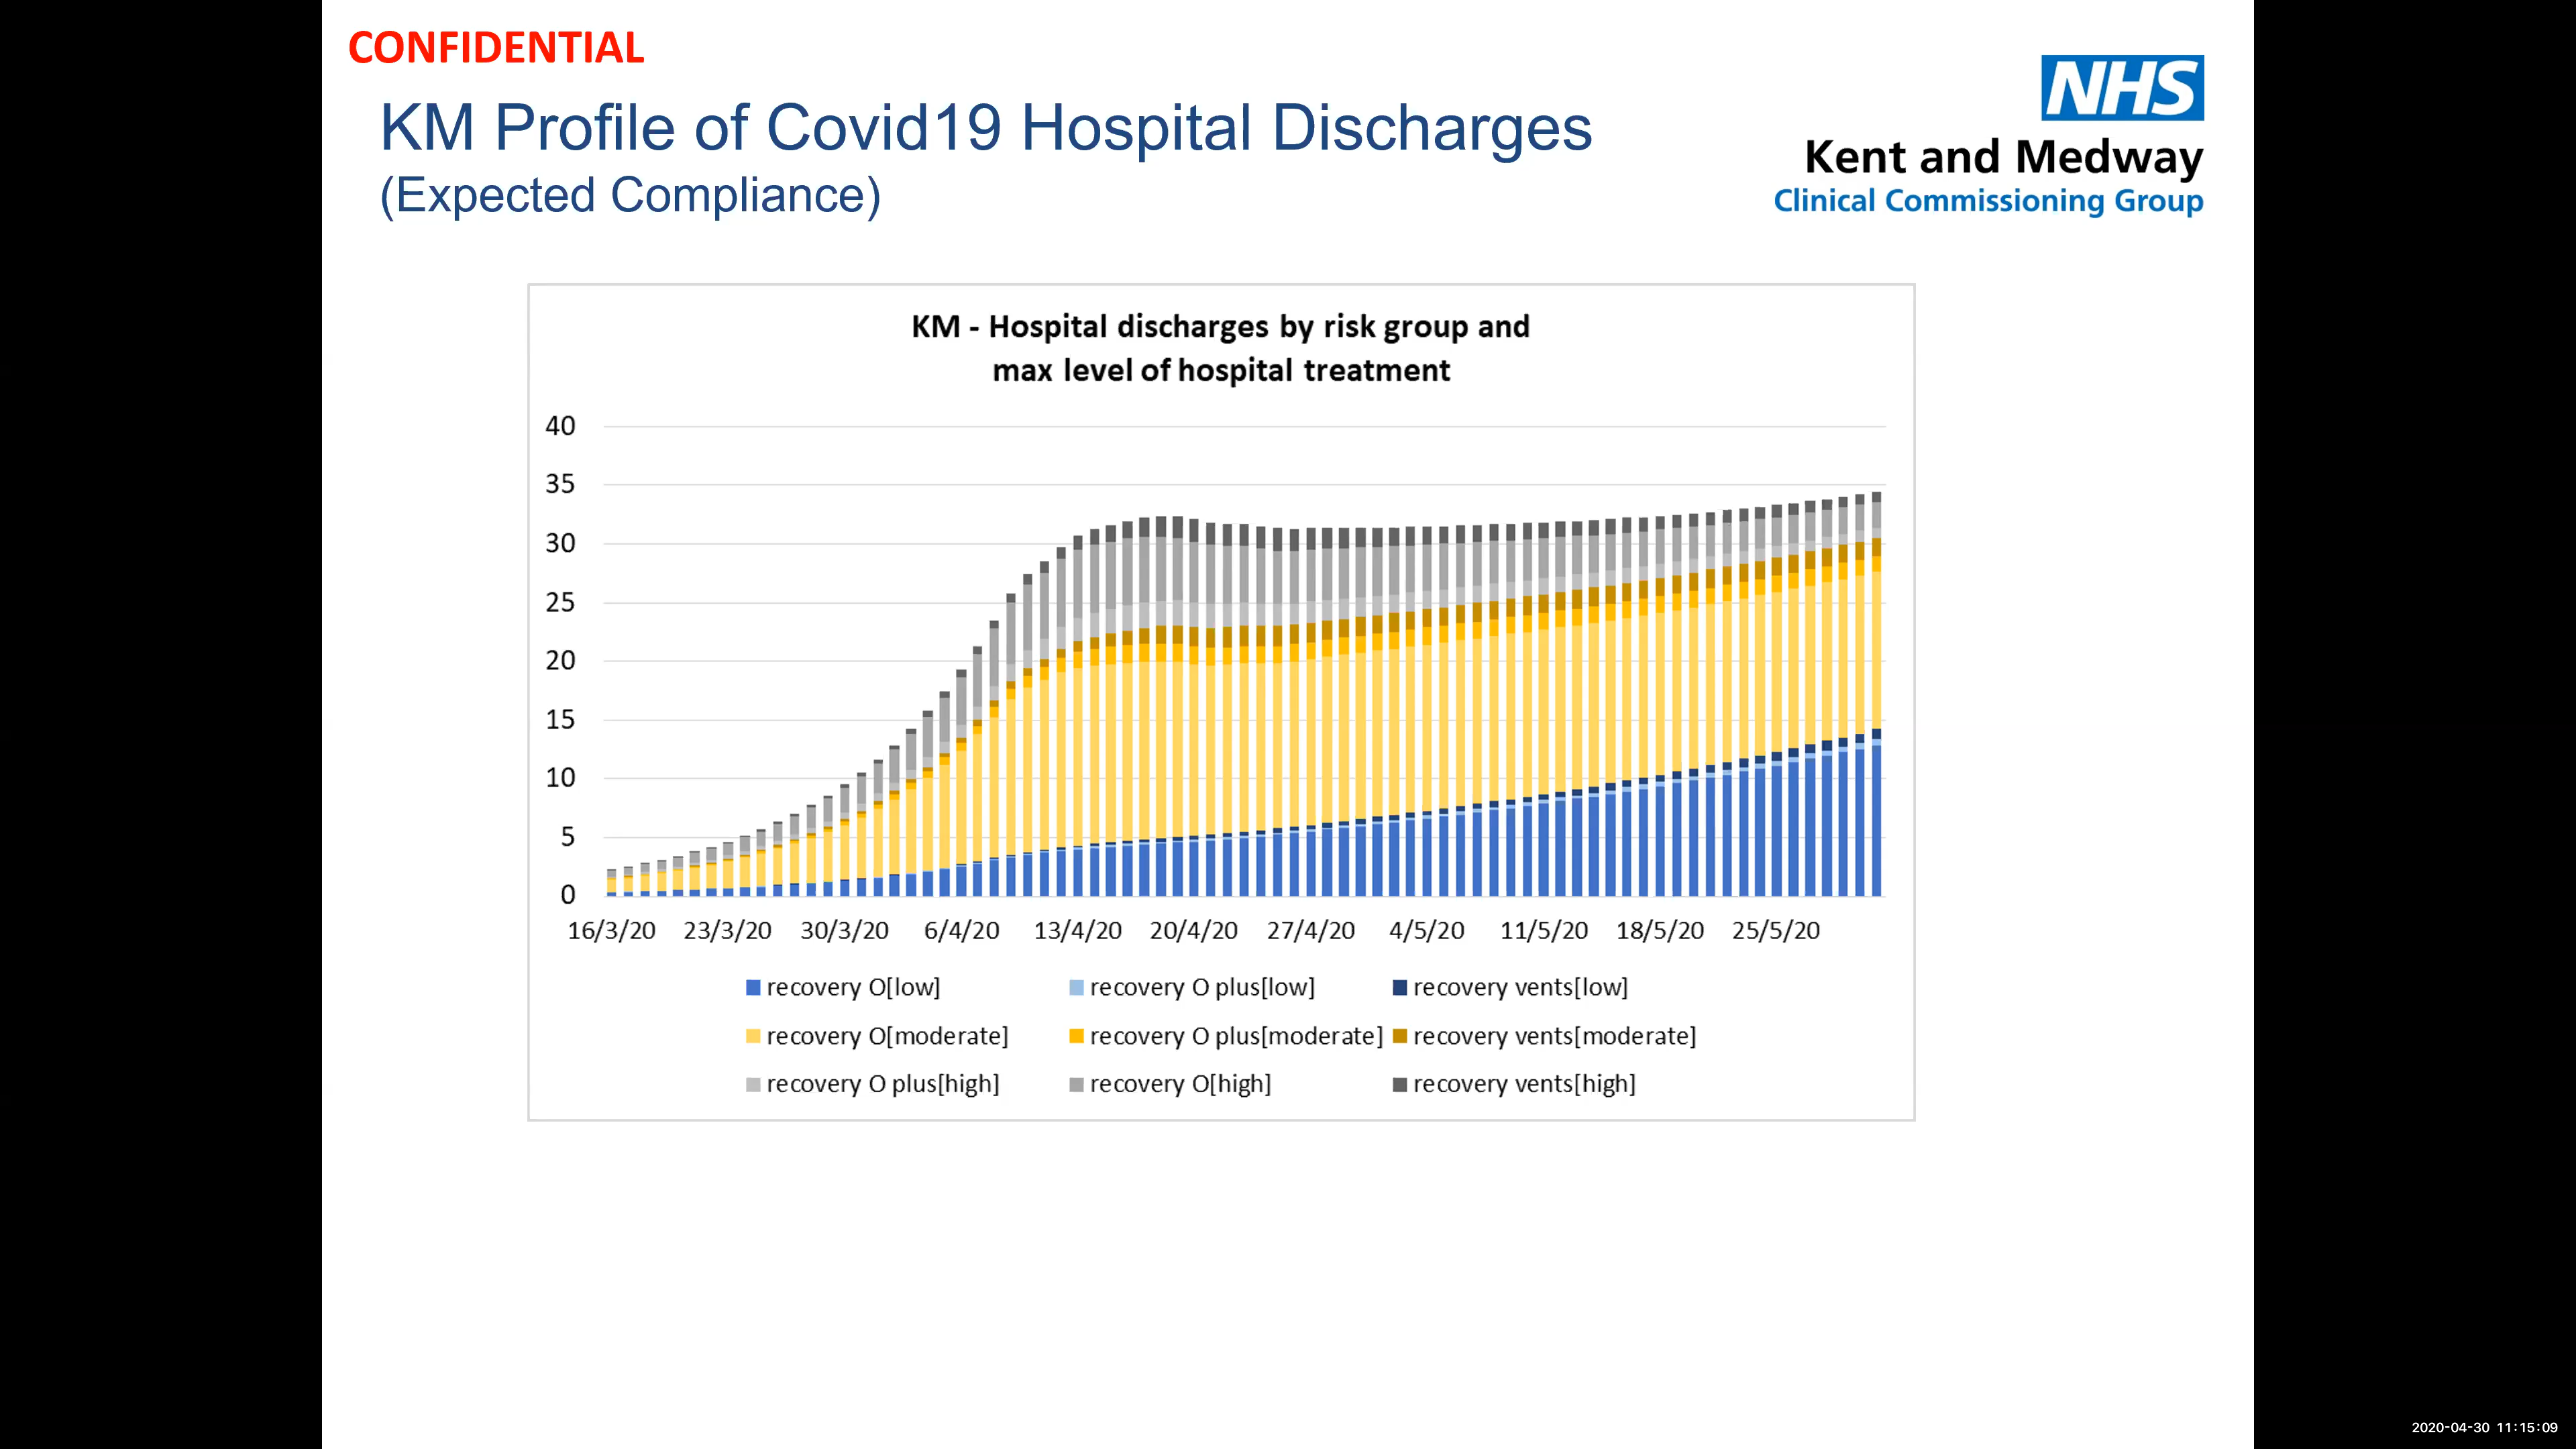 CONFIDENTIAL
KM Profile of Covid19 Hospital Discharges
(Expected Compliance)
NHS
Kent and Medway
Clinical Commissioning Group
KM - Hospital discharges by risk group and
max level of hospital treatment
40
35
30
25
20
15
10
5
0
16/3/20 23/3/20 30/3/20 6/4/20 13/4/20 20/4/20 27/4/20 4/5/20 11/5/20 18/5/20 25/5/20
recovery O[low] recovery O plus[low] recovery vents[low]
recovery O[moderate] recovery O plus[moderate] recovery vents[moderate]
recovery O plus[high] recovery O[high] recovery vents[high]
2020-04-30 11:15:09